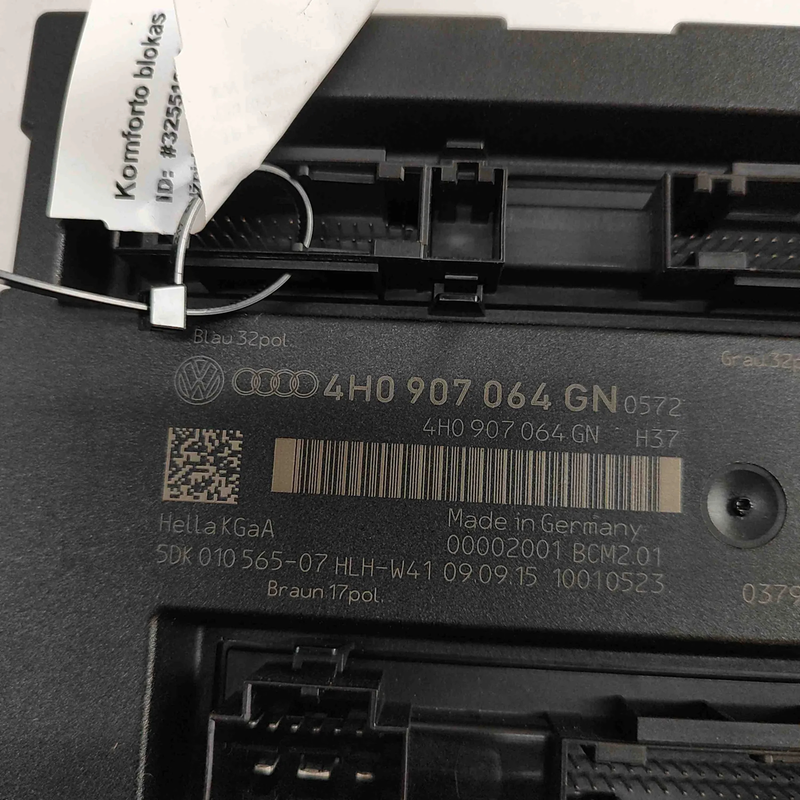 Komforto blokas
ID: #32551
Blau 32pol.
Grau 32p
4H0 907 064 GN 0572
4H0 907 064 GN H37
Hella KGaA
Made in Germany
00002001 BCM2.01
5DK 010 565-07 HLH-W41 09.09.15 10010523
Braun 17pol.
0379